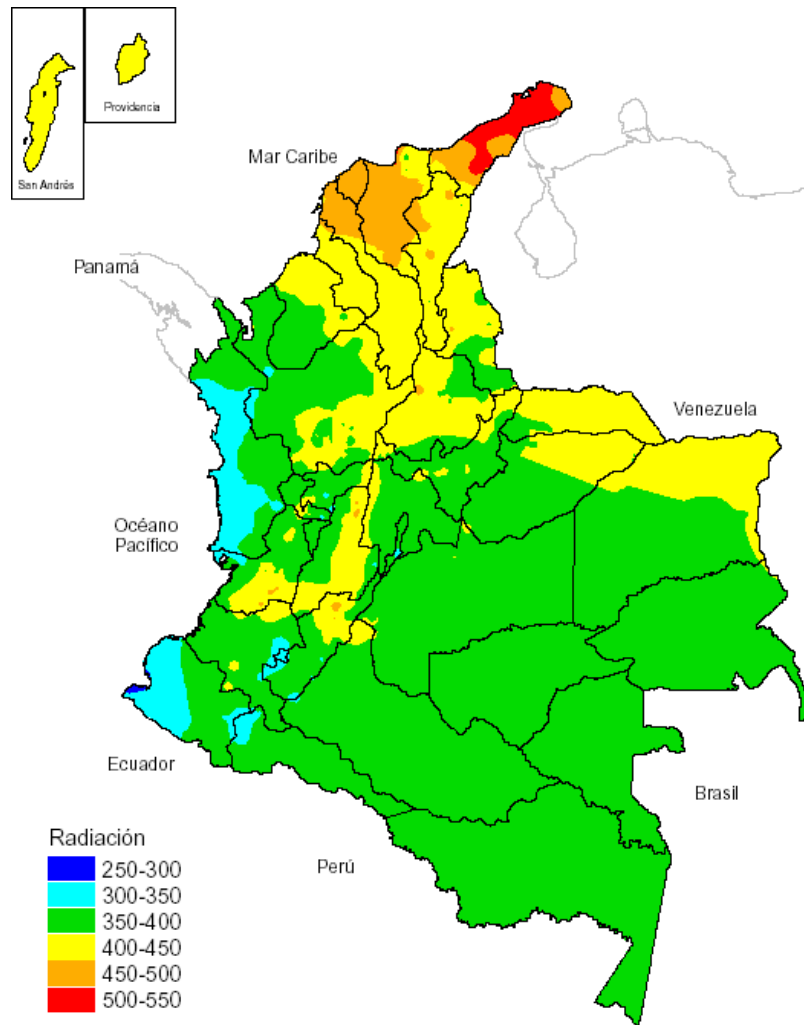 San Andrés
Providencia
Mar Caribe
Panamá
Venezuela
Océano
Pacífico
Ecuador
Brasil
Perú
Radiación
250-300
300-350
350-400
400-450
450-500
500-550